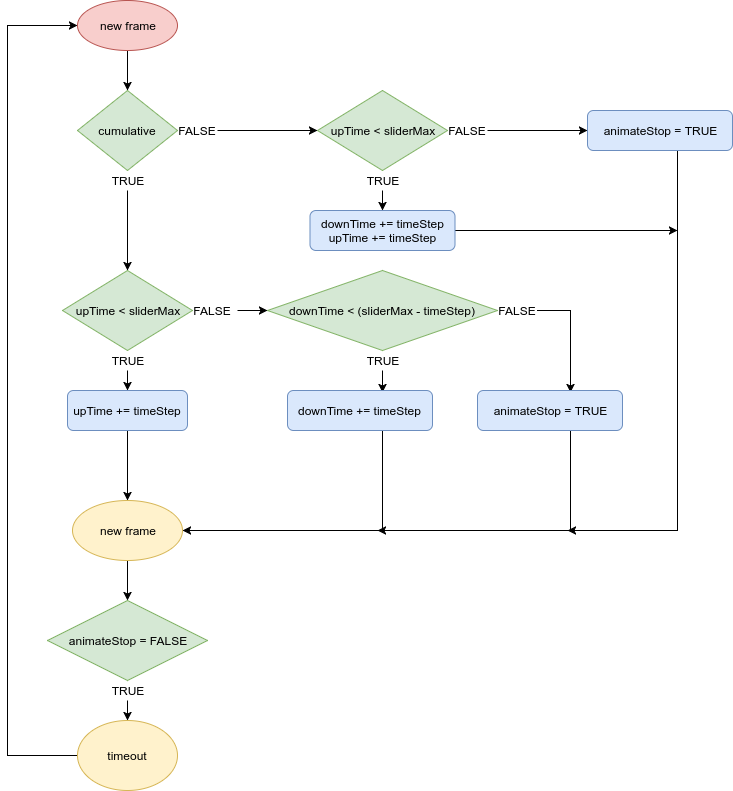 new frame
cumulative
FALSE
upTime < sliderMax
FALSE
animateStop = TRUE
TRUE
TRUE
downTime += timeStep
upTime += timeStep
upTime < sliderMax
FALSE
downTime < (sliderMax - timeStep)
FALSE
TRUE
TRUE
upTime += timeStep
downTime += timeStep
animateStop = TRUE
new frame
animateStop = FALSE
TRUE
timeout